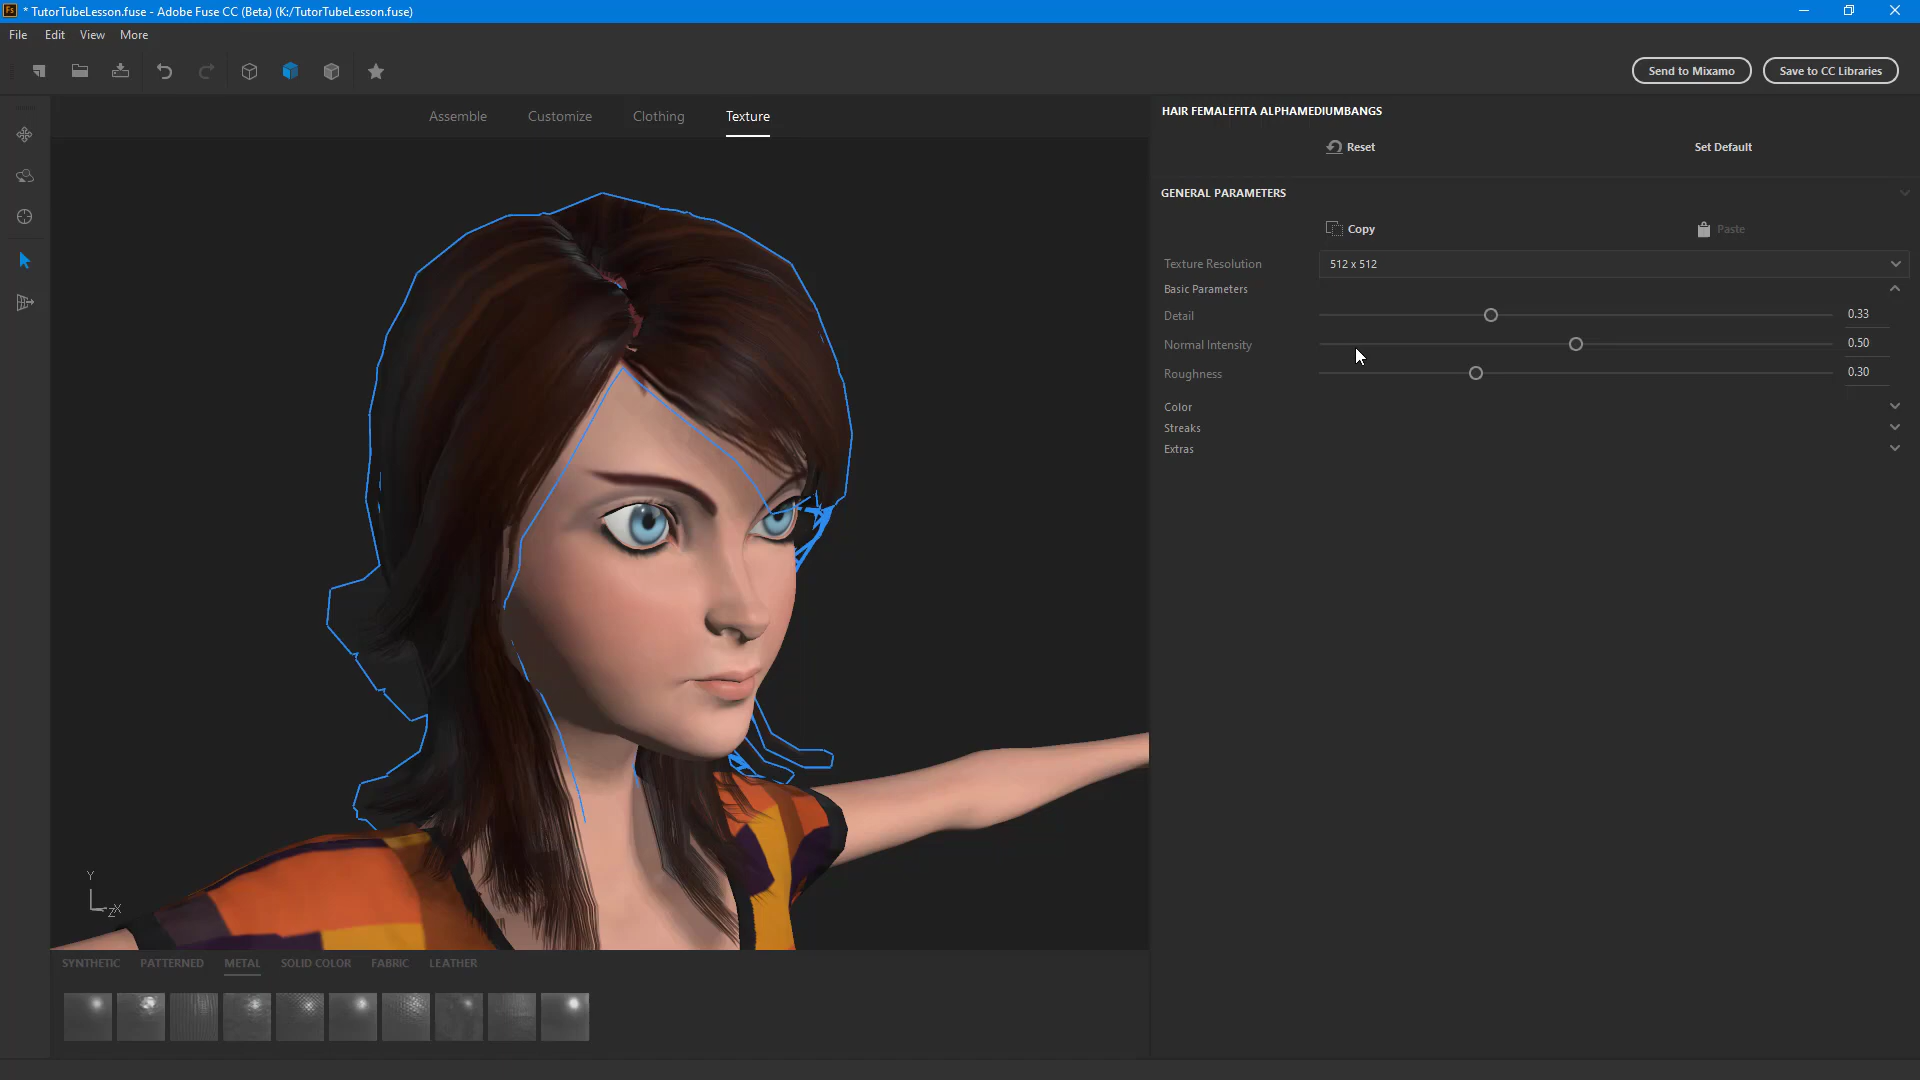 Fs * TutorTubeLesson.fuse - Adobe Fuse CC (Beta) (K:/TutorTubeLesson.fuse)
File Edit View More
Send to Mixamo Save to CC Libraries
Assemble Customize Clothing Texture
HAIR FEMALEFITA ALPHAMEDIUMBANGS
Reset Set Default
GENERAL PARAMETERS
Copy Paste
Texture Resolution 512 x 512
Basic Parameters
Detail 0.33
Normal Intensity 0.50
Roughness 0.30
Color
Streaks
Extras
Y
Z X
SYNTHETIC PATTERNED METAL SOLID COLOR FABRIC LEATHER